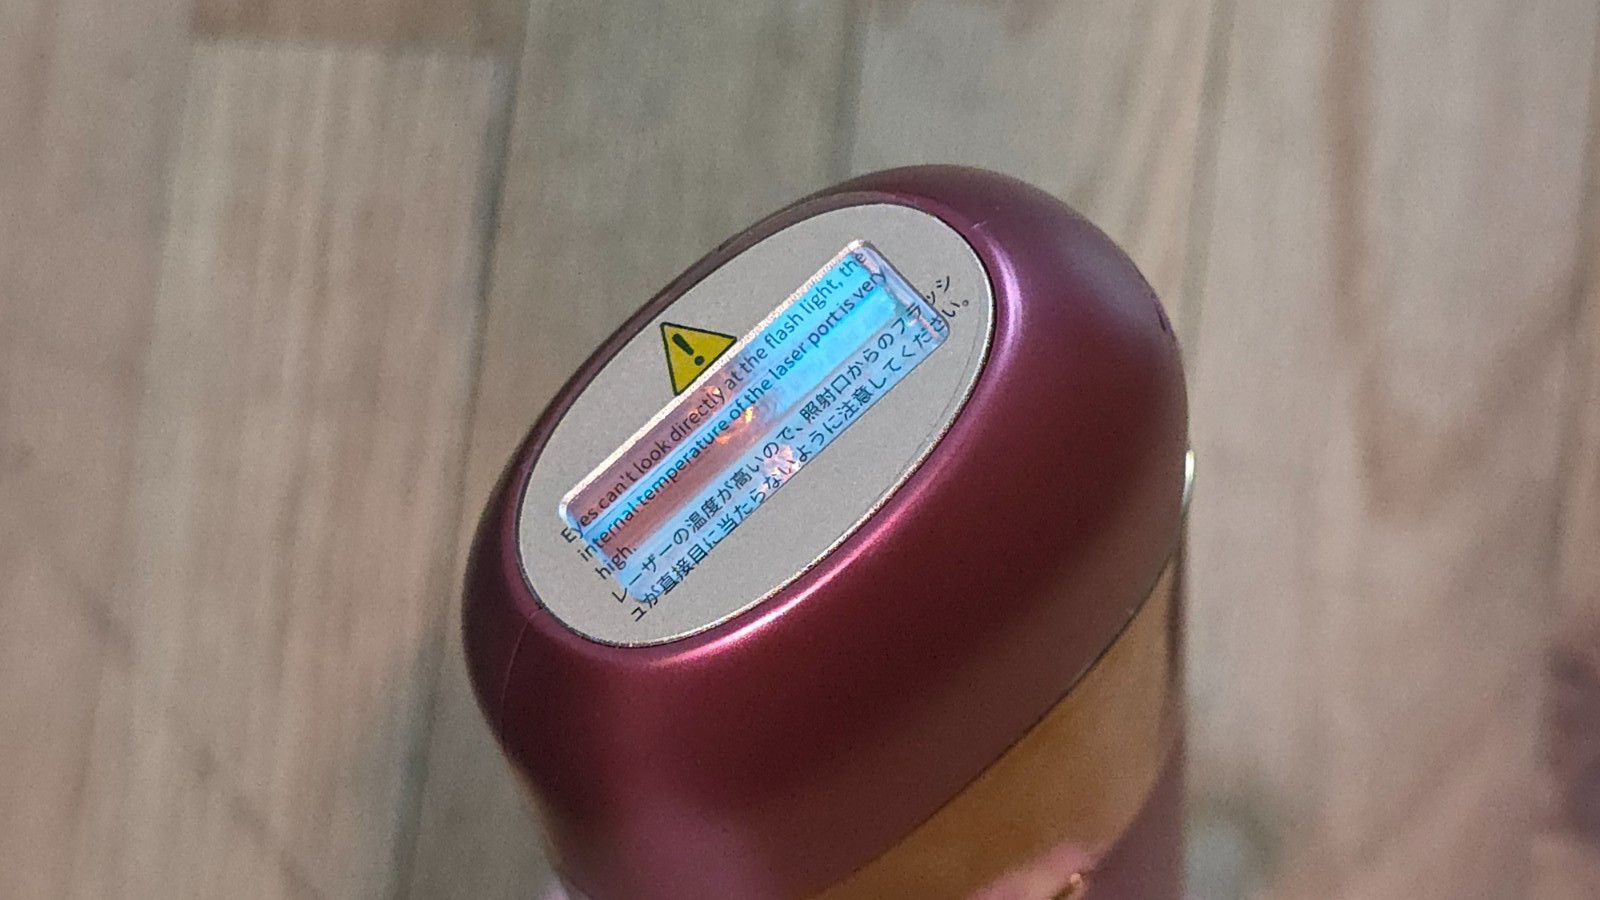 Eyes can't look directly at the flash light, the
internal temperature of the laser port is very
high.
レーザーの温度が高いので、照射口からのフラッシ
ュが直接目に当たらないように注意してください。